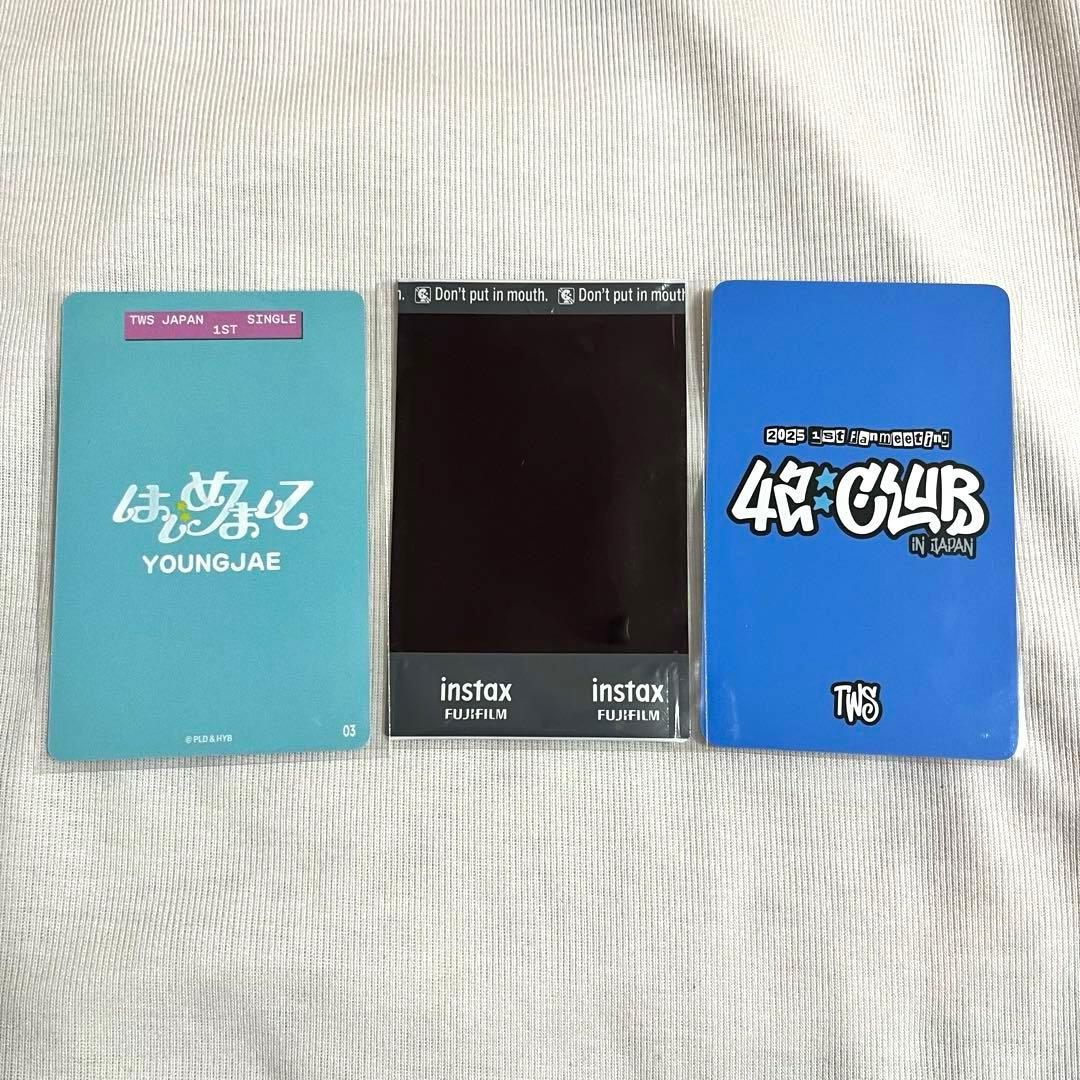 TWS JAPAN 1ST SINGLE
はじめまして
YOUNGJAE
© PLD & HYB
03
n. Don't put in mouth. Don't put in mouth
instax instax
FUJIFILM FUJIFILM
2025 1st fanmeeting
42:CLUB
IN JAPAN
TWS